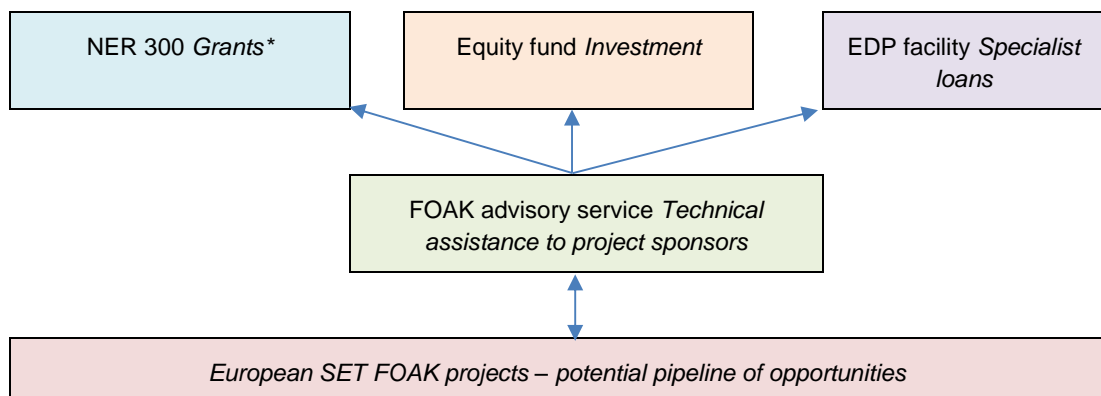 NER 300 Grants*
Equity fund Investment
EDP facility Specialist
loans
FOAK advisory service Technical
assistance to project sponsors
European SET FOAK projects – potential pipeline of opportunities